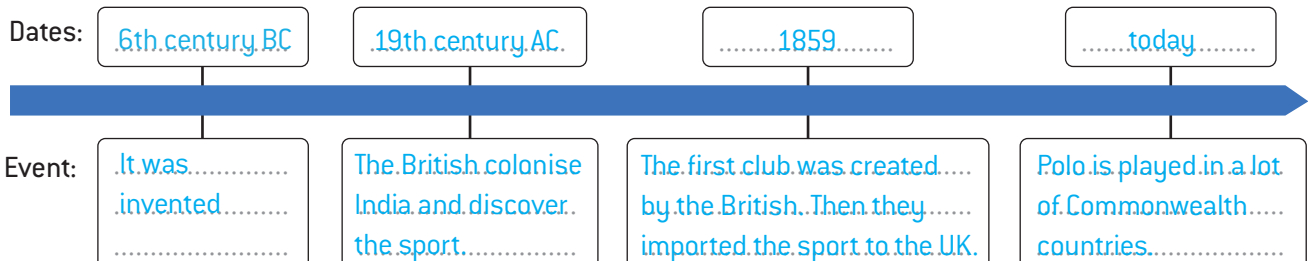 Dates: 6th century BC 19th century AC 1859 today
Event:
It was
invented
The British colonise
India and discover
the sport.
The first club was created
by the British. Then they
imported the sport to the UK.
Polo is played in a lot
of Commonwealth
countries.